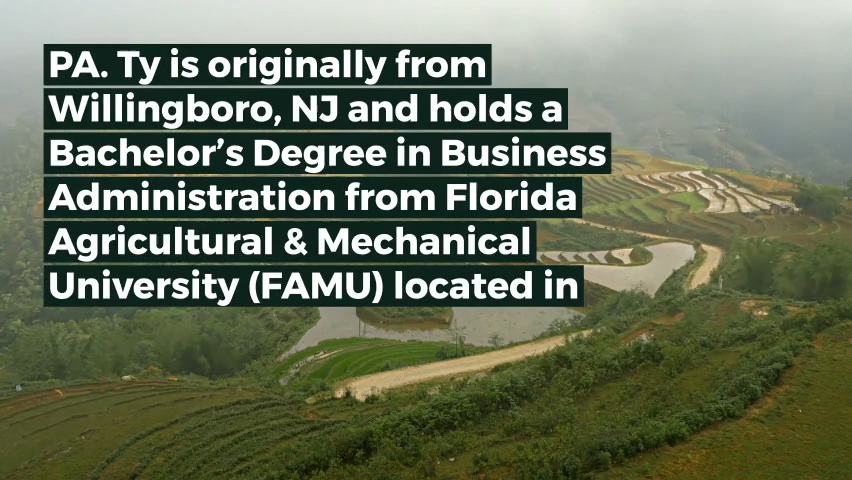 PA. Ty is originally from
Willingboro, NJ and holds a
Bachelor’s Degree in Business
Administration from Florida
Agricultural & Mechanical
University (FAMU) located in